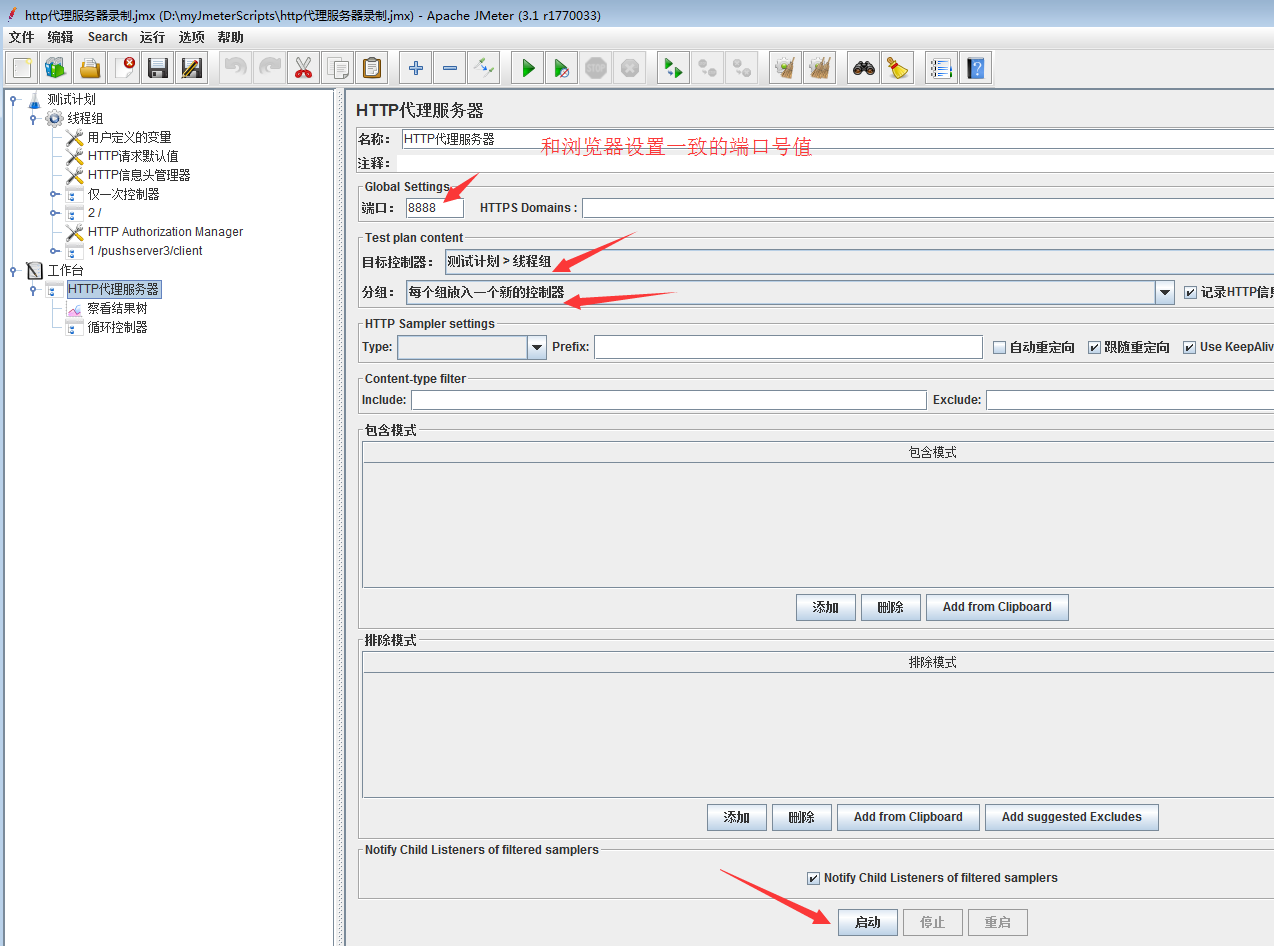 http代理服务器录制.jmx (D:\myJmeterScripts\http代理服务器录制.jmx) - Apache JMeter (3.1 r1770033)
文件 编辑 Search 运行 选项 帮助
STOP
测试计划
线程组
用户定义的变量
HTTP请求默认值
HTTP信息头管理器
仅一次控制器
2 /
HTTP Authorization Manager
1 /pushserver3/client
工作台
HTTP代理服务器
察看结果树
循环控制器
HTTP代理服务器
名称: HTTP代理服务器
和浏览器设置一致的端口号值
注释:
Global Settings
端口: 8888 HTTPS Domains :
Test plan content
目标控制器: 测试计划 > 线程组
分组: 每个组放入一个新的控制器 记录HTTP信
HTTP Sampler settings
Type: Prefix: 自动重定向 跟随重定向 Use KeepAliv
Content-type filter
Include: Exclude:
包含模式
包含模式
添加 删除 Add from Clipboard
排除模式
排除模式
添加 删除 Add from Clipboard Add suggested Excludes
Notify Child Listeners of filtered samplers
Notify Child Listeners of filtered samplers
启动 停止 重启